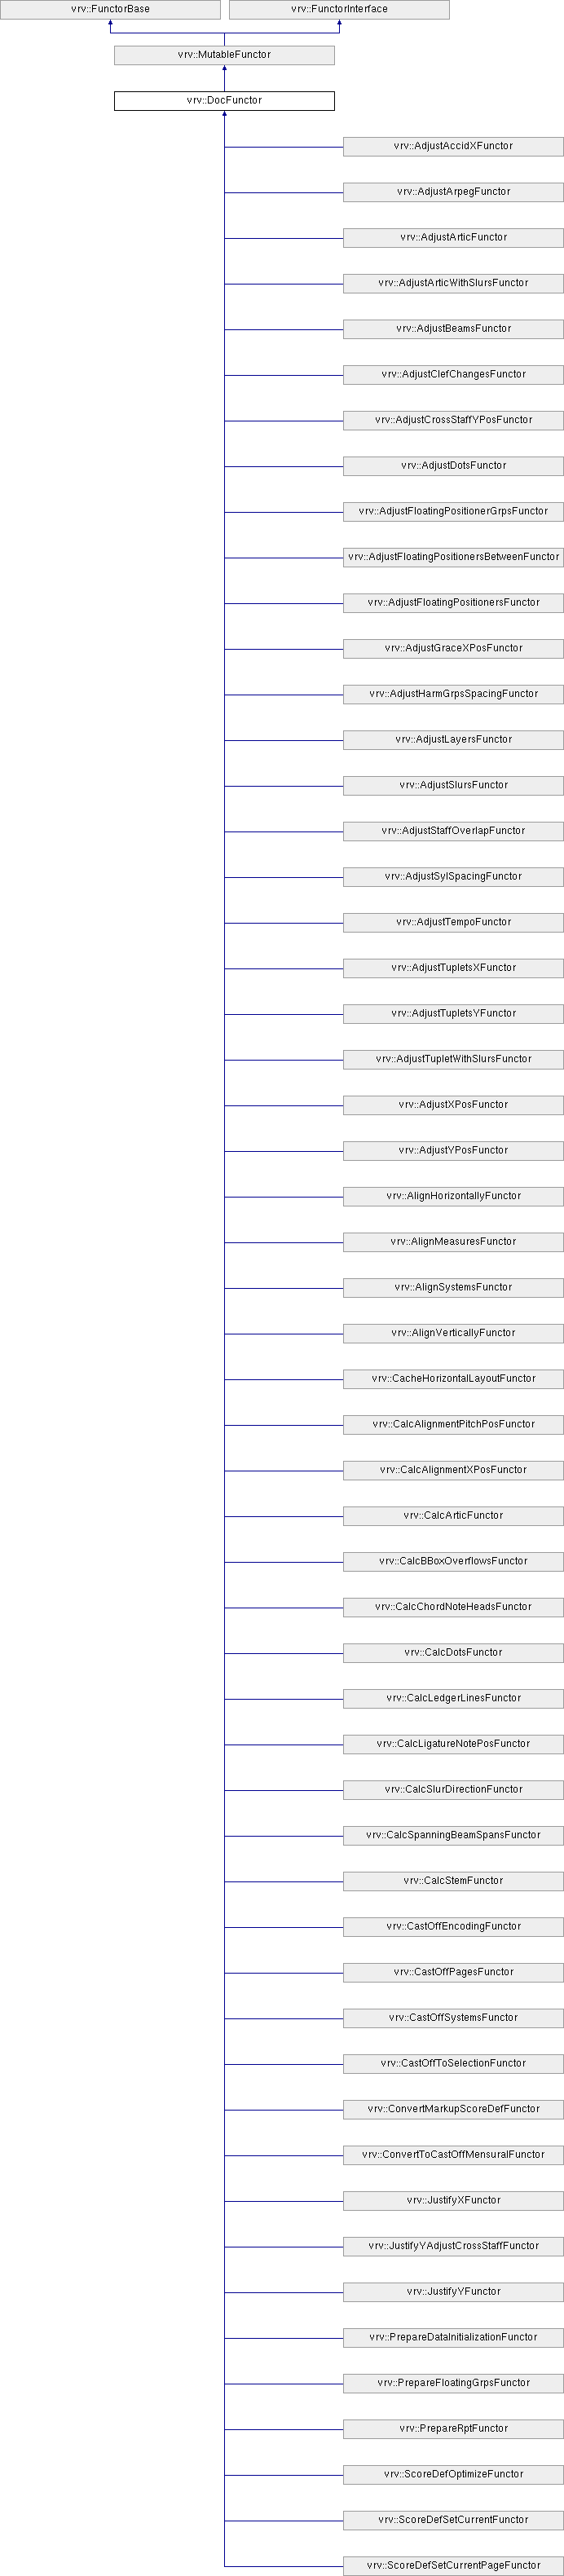 vrv::FunctorBase
vrv::FunctorInterface
vrv::MutableFunctor
vrv::DocFunctor
vrv::AdjustAccidXFunctor
vrv::AdjustArpegFunctor
vrv::AdjustArticFunctor
vrv::AdjustArticWithSlursFunctor
vrv::AdjustBeamsFunctor
vrv::AdjustClefChangesFunctor
vrv::AdjustCrossStaffYPosFunctor
vrv::AdjustDotsFunctor
vrv::AdjustFloatingPositionerGrpsFunctor
vrv::AdjustFloatingPositionersBetweenFunctor
vrv::AdjustFloatingPositionersFunctor
vrv::AdjustGraceXPosFunctor
vrv::AdjustHarmGrpsSpacingFunctor
vrv::AdjustLayersFunctor
vrv::AdjustSlursFunctor
vrv::AdjustStaffOverlapFunctor
vrv::AdjustSylSpacingFunctor
vrv::AdjustTempoFunctor
vrv::AdjustTupletsXFunctor
vrv::AdjustTupletsYFunctor
vrv::AdjustTupletWithSlursFunctor
vrv::AdjustXPosFunctor
vrv::AdjustYPosFunctor
vrv::AlignHorizontallyFunctor
vrv::AlignMeasuresFunctor
vrv::AlignSystemsFunctor
vrv::AlignVerticallyFunctor
vrv::CacheHorizontalLayoutFunctor
vrv::CalcAlignmentPitchPosFunctor
vrv::CalcAlignmentXPosFunctor
vrv::CalcArticFunctor
vrv::CalcBBoxOverflowsFunctor
vrv::CalcChordNoteHeadsFunctor
vrv::CalcDotsFunctor
vrv::CalcLedgerLinesFunctor
vrv::CalcLigatureNotePosFunctor
vrv::CalcSlurDirectionFunctor
vrv::CalcSpanningBeamSpansFunctor
vrv::CalcStemFunctor
vrv::CastOffEncodingFunctor
vrv::CastOffPagesFunctor
vrv::CastOffSystemsFunctor
vrv::CastOffToSelectionFunctor
vrv::ConvertMarkupScoreDefFunctor
vrv::ConvertToCastOffMensuralFunctor
vrv::JustifyXFunctor
vrv::JustifyYAdjustCrossStaffFunctor
vrv::JustifyYFunctor
vrv::PrepareDataInitializationFunctor
vrv::PrepareFloatingGrpsFunctor
vrv::PrepareRptFunctor
vrv::ScoreDefOptimizeFunctor
vrv::ScoreDefSetCurrentFunctor
vrv::ScoreDefSetCurrentPageFunctor